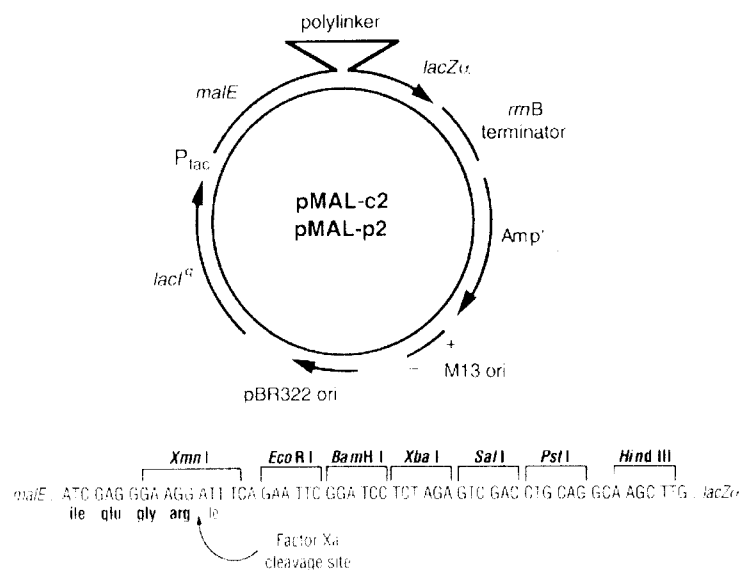 polylinker
malE
lacZα
rrnB
terminator
Ptac
pMAL-c2
pMAL-p2
Ampʳ
lacIq
+
–
M13 ori
pBR322 ori
XmnI EcoRI BamHI XbaI SalI PstI HindIII
malE . ATC GAG GGA AGG ATT TCA GAA TTC GGA TCC TCT AGA GTC GAC CTG CAG GCA AGC TTG . lacZα
ile glu gly arg
Factor Xa
cleavage site